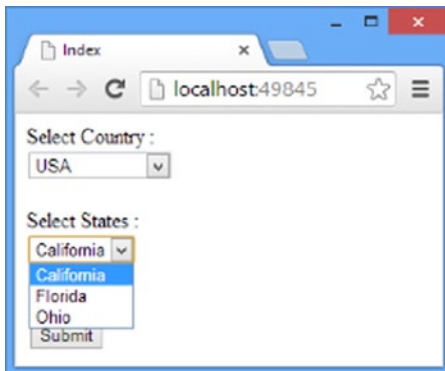 Index
localhost:49845
Select Country :
USA
Select States :
California
California
Florida
Ohio
Submit